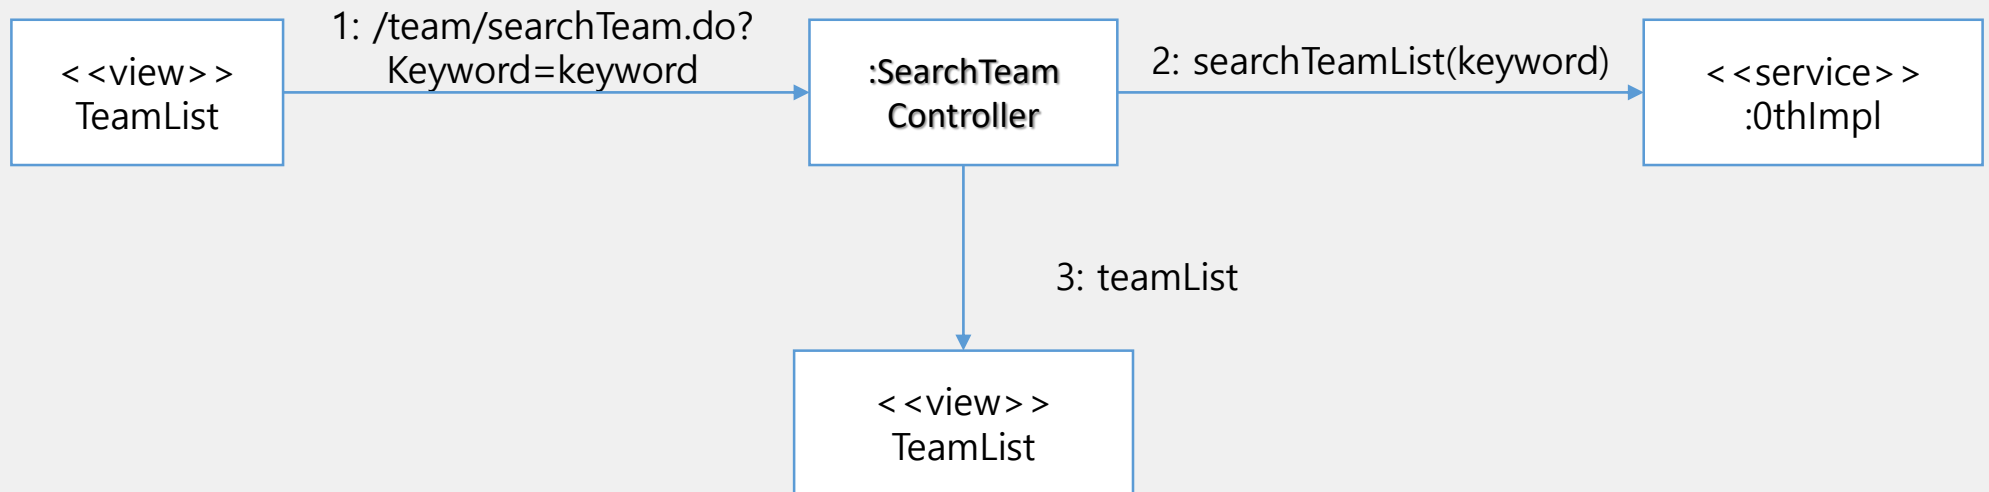 <<view>>
TeamList
1: /team/searchTeam.do?
Keyword=keyword
:SearchTeam
Controller
2: searchTeamList(keyword)
<<service>>
:0thImpl
3: teamList
<<view>>
TeamList